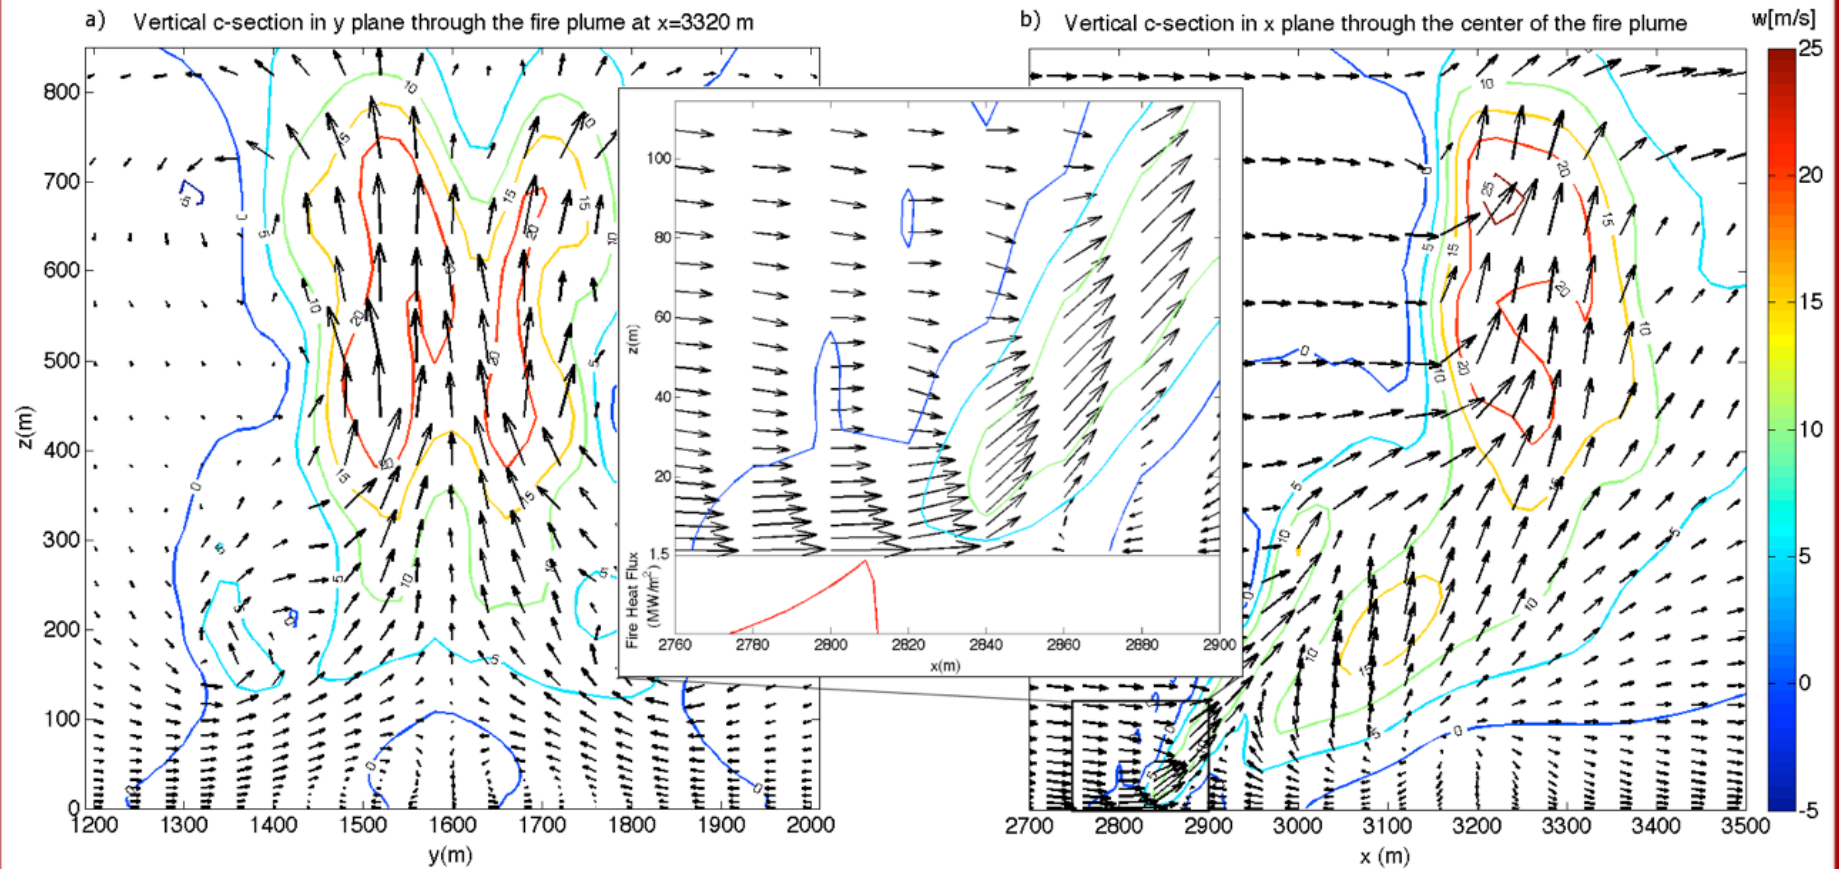 a) Vertical c-section in y plane through the fire plume at x=3320 m
b) Vertical c-section in x plane through the center of the fire plume
w[m/s]
z(m)
800
700
600
500
400
300
200
100
0
1200 1300 1400 1500 1600 1700 1800 1900 2000
y(m)
z(m)
100
80
60
40
20
1.5
Fire Heat Flux
(MW/m²)
2760 2780 2800 2820 2840 2860 2880 2900
x(m)
2700 2800 2900 3000 3100 3200 3300 3400 3500
x (m)
25
20
15
10
5
0
-5